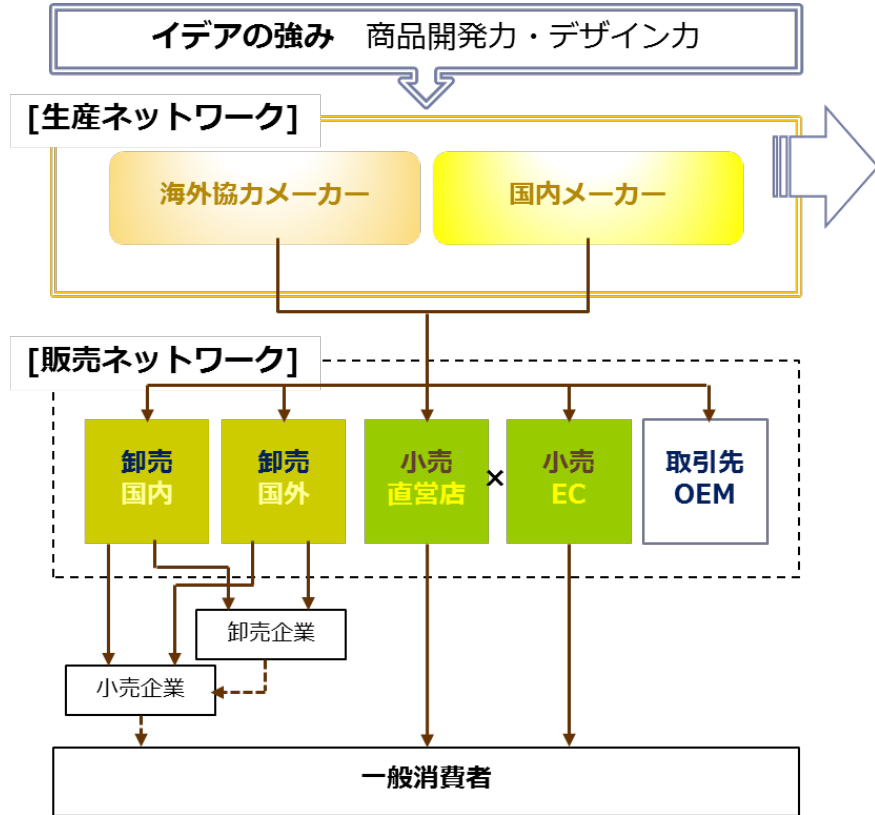 イデアの強み　商品開発力・デザイン力
[生産ネットワーク]
海外協力メーカー
国内メーカー
[販売ネットワーク]
卸売
国内
卸売
国外
小売
直営店
×
小売
EC
取引先
OEM
卸売企業
小売企業
一般消費者